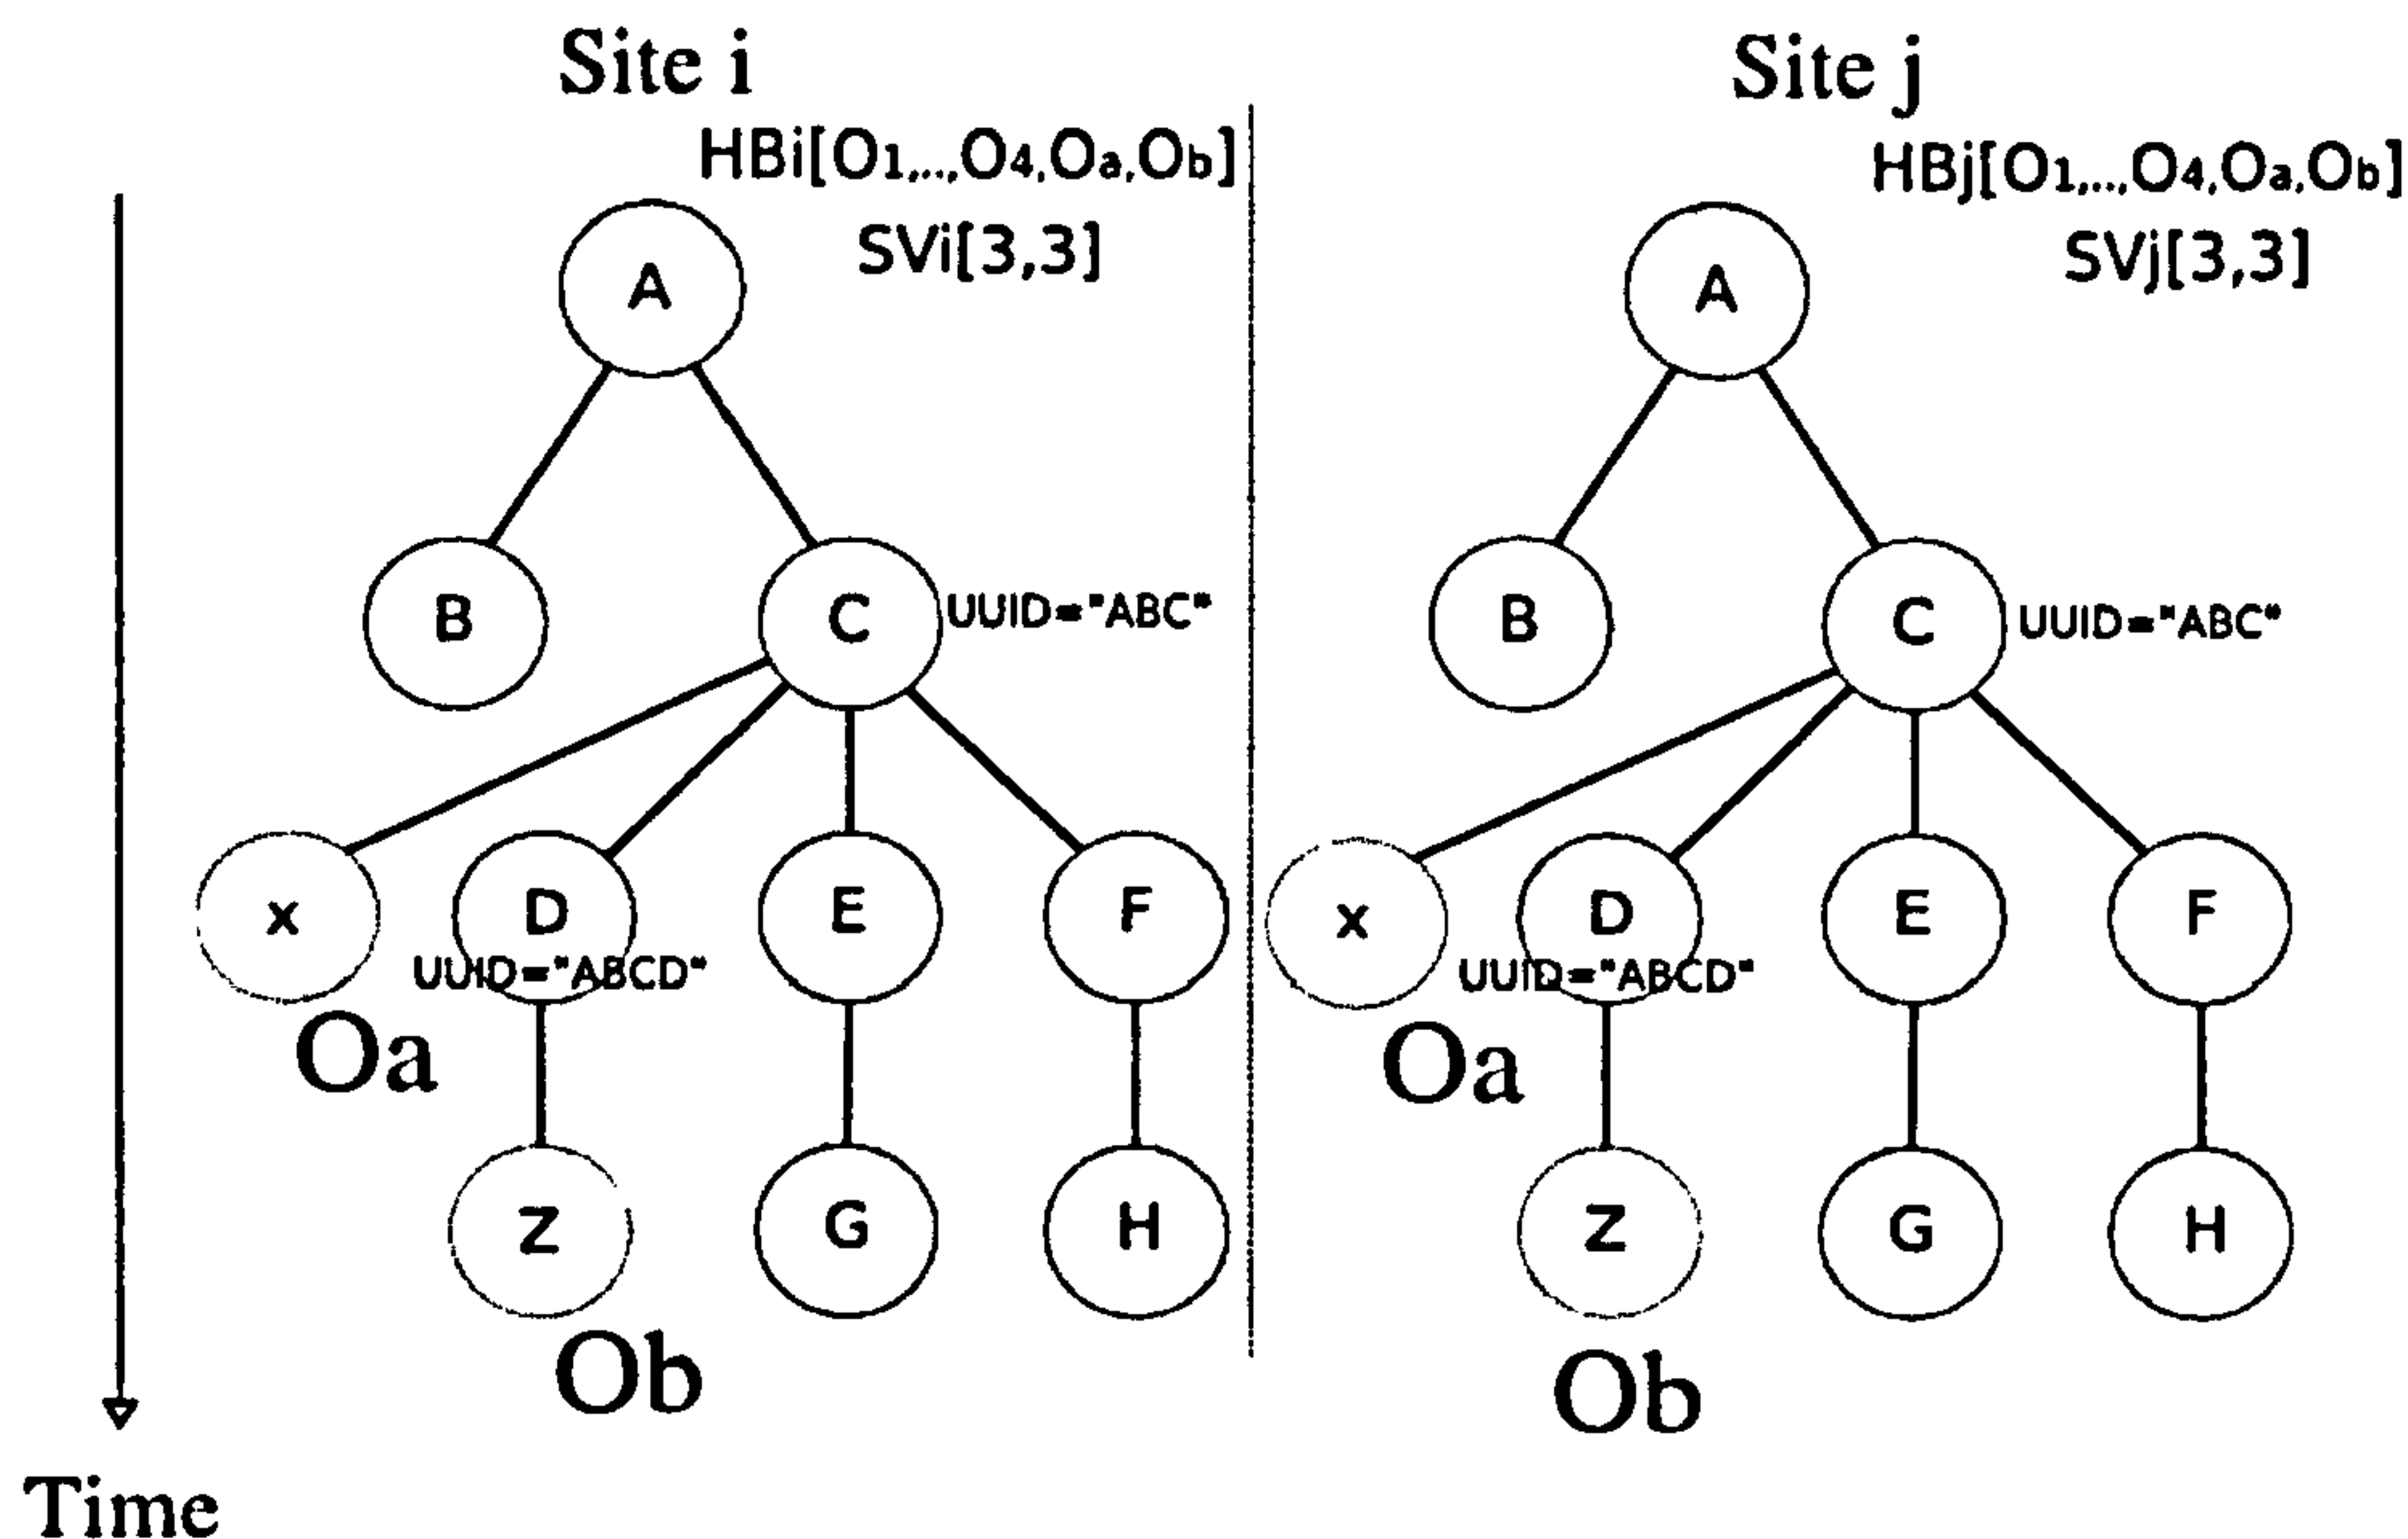 Site i
HBi[O1,..,O4,Oa,Ob]
SVi[3,3]
A
B
C
UUID="ABC"
x
D
E
F
UUID="ABCD"
Oa
Z
G
H
Ob
Site j
HBj[O1,...,O4,Oa,Ob]
SVj[3,3]
A
B
C
UUID="ABC"
x
D
E
F
UUID="ABCD"
Oa
Z
G
H
Ob
Time